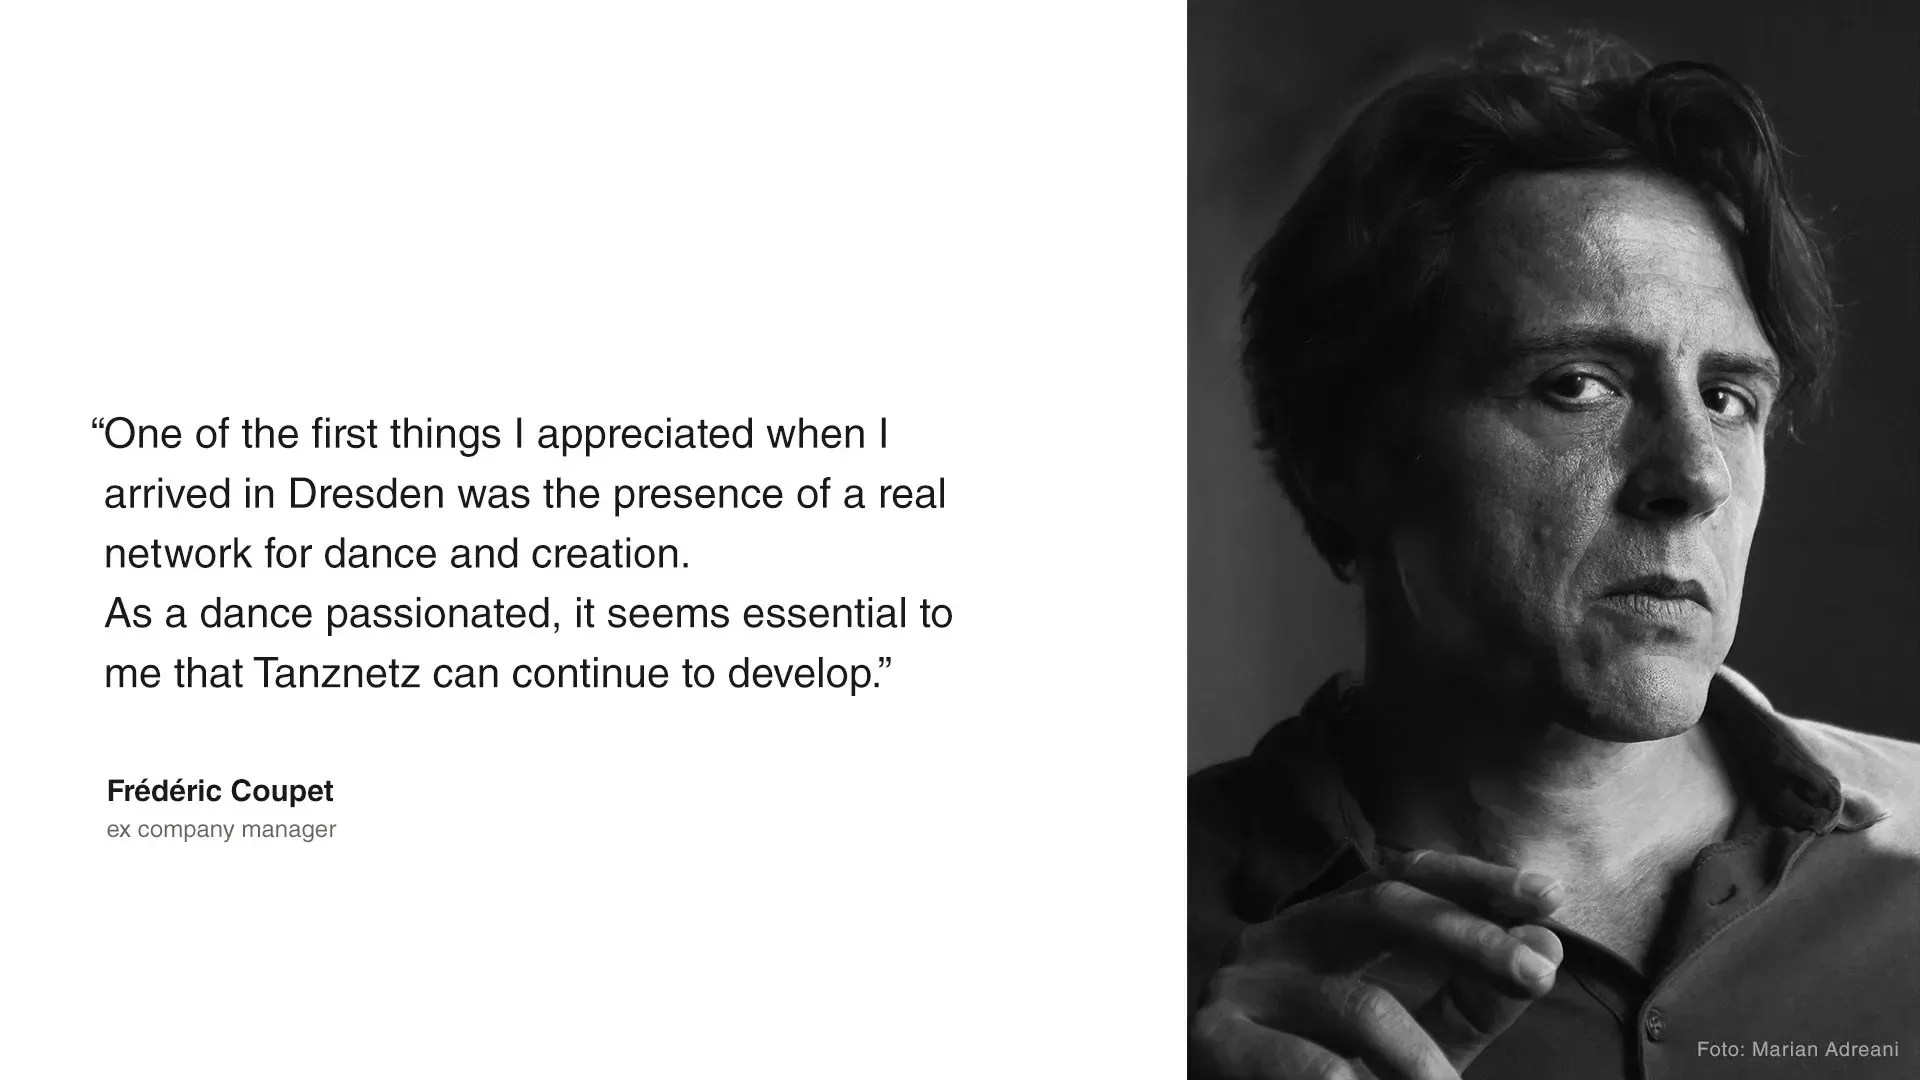 “One of the first things I appreciated when I
arrived in Dresden was the presence of a real
network for dance and creation.
As a dance passionated, it seems essential to
me that Tanznetz can continue to develop.”
Frédéric Coupet
ex company manager
Foto: Marian Adreani